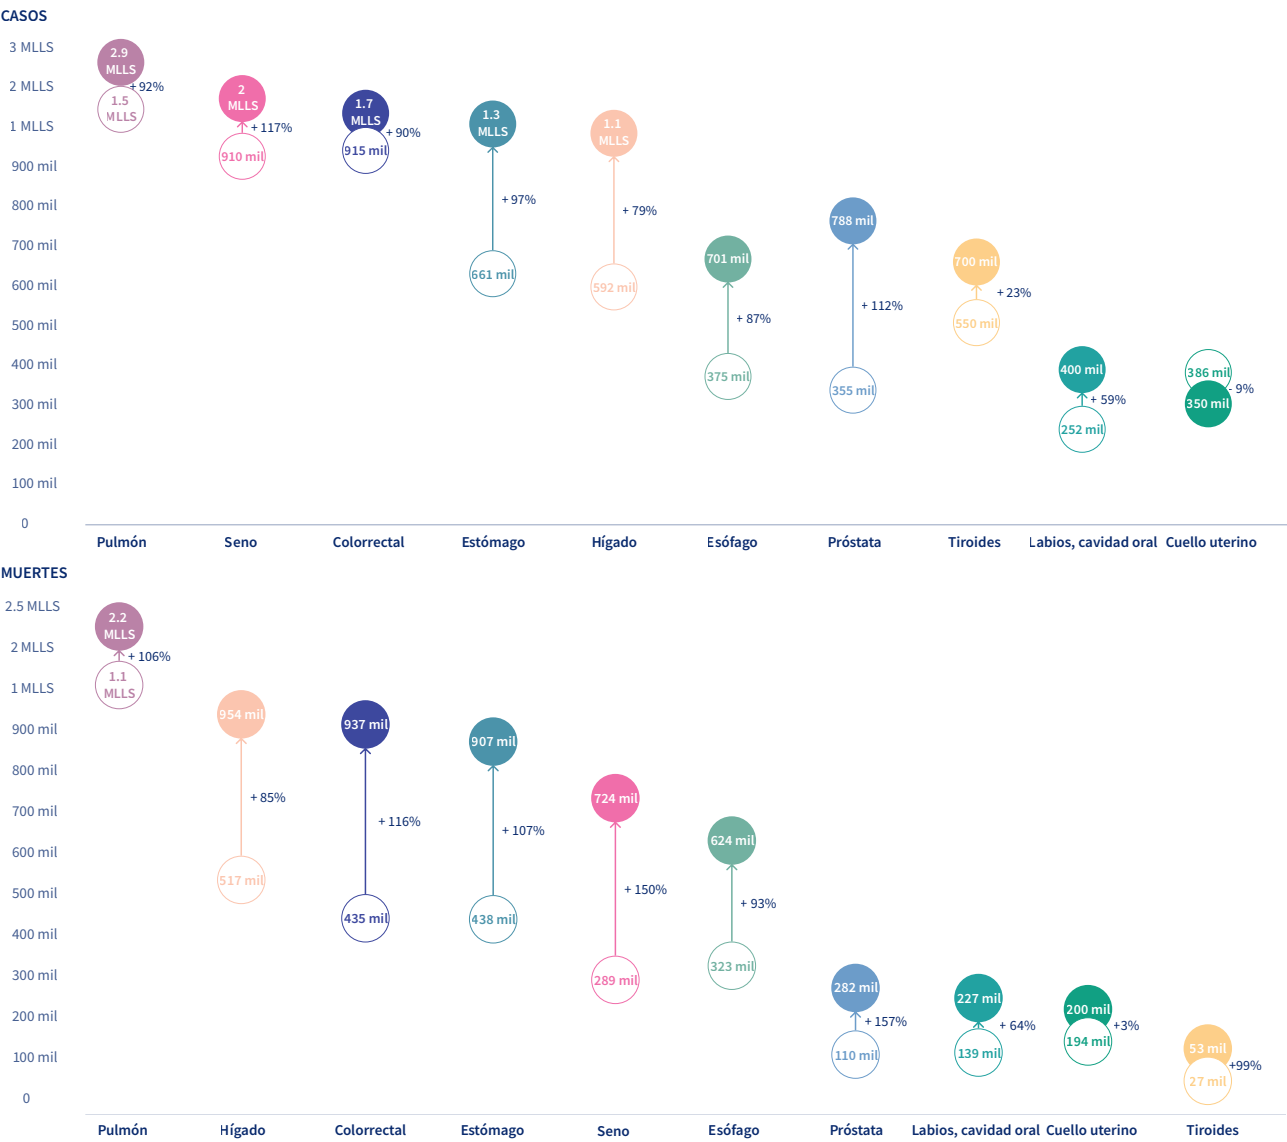 CASOS
3 MLLS
2 MLLS
1 MLLS
900 mil
800 mil
700 mil
600 mil
500 mil
400 mil
300 mil
200 mil
100 mil
0
2.9
MLLS
+ 92%
1.5
MLLS
2
MLLS
+ 117%
910 mil
1.7
MLLS
+ 90%
915 mil
1.3
MLLS
+ 97%
661 mil
1.1
MLLS
+ 79%
592 mil
701 mil
+ 87%
375 mil
788 mil
+ 112%
355 mil
700 mil
+ 23%
550 mil
400 mil
+ 59%
252 mil
386 mil
- 9%
350 mil
Pulmón
Seno
Colorrectal
Estómago
Hígado
Esófago
Próstata
Tiroides
Labios, cavidad oral
Cuello uterino
MUERTES
2.5 MLLS
2 MLLS
1 MLLS
900 mil
800 mil
700 mil
600 mil
500 mil
400 mil
300 mil
200 mil
100 mil
0
2.2
MLLS
+ 106%
1.1
MLLS
954 mil
+ 85%
517 mil
937 mil
+ 116%
435 mil
907 mil
+ 107%
438 mil
724 mil
+ 150%
289 mil
624 mil
+ 93%
323 mil
282 mil
+ 157%
110 mil
227 mil
+ 64%
139 mil
200 mil
+3%
194 mil
53 mil
+99%
27 mil
Pulmón
Hígado
Colorrectal
Estómago
Seno
Esófago
Próstata
Labios, cavidad oral
Cuello uterino
Tiroides